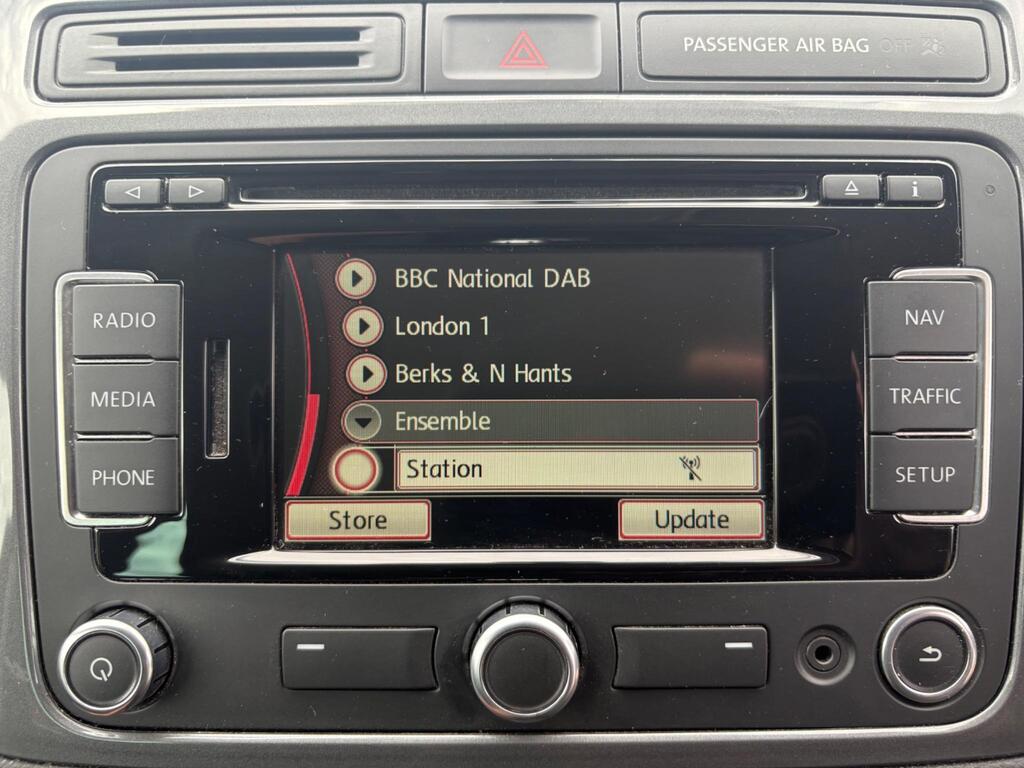 PASSENGER AIR BAG OFF
i
RADIO
MEDIA
PHONE
BBC National DAB
London 1
Berks & N Hants
Ensemble
Station
Store
Update
NAV
TRAFFIC
SETUP